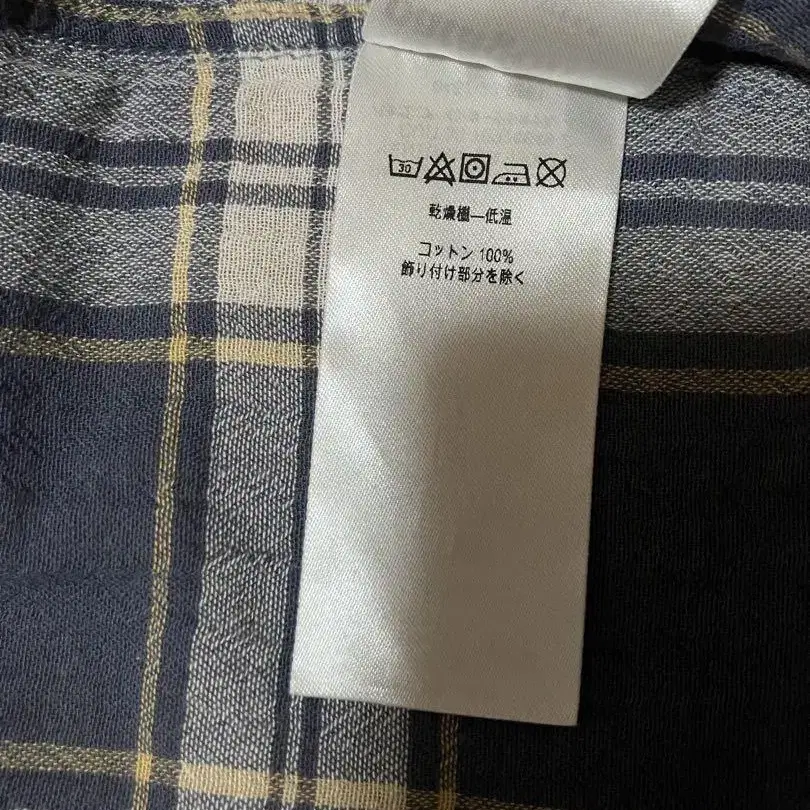 30
乾燥機—低温
コットン 100%
飾り付け部分を除く